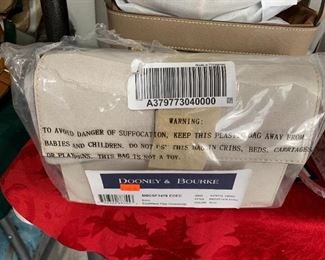 A379773040000
WARNING:
TO AVOID DANGER OF SUFFOCATION, KEEP THIS PLASTIC BAG AWAY FROM
BABIES AND CHILDREN. DO NOT USE THIS BAG IN CRIBS, BEDS, CARRIAGES
OR PLAYPENS. THIS BAG IS NOT A TOY.
DOONEY & BOURKE